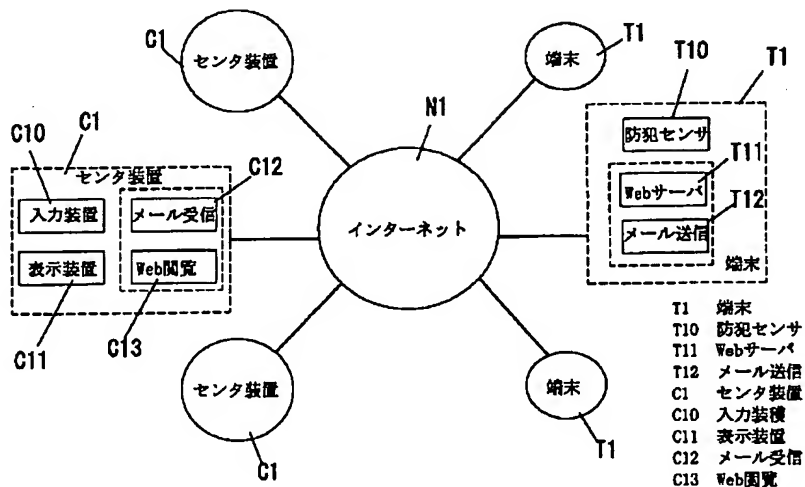 C1
センタ装置
T1
端末
T10
T1
N1
防犯センサ
C10
C1
C12
T11
センタ装置
Webサーバ
T12
入力装置
メール受信
インターネット
メール送信
表示装置
Web閲覧
端末
C11
C13
センタ装置
C1
端末
T1
T1 端末
T10 防犯センサ
T11 Webサーバ
T12 メール送信
C1 センタ装置
C10 入力装積
C11 表示装置
C12 メール受信
C13 Web閲覧